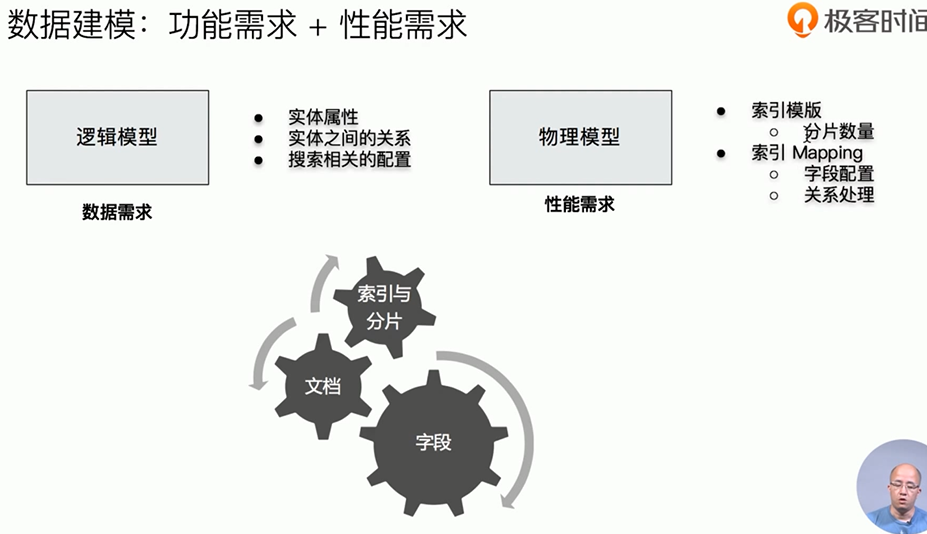 数据建模：功能需求 + 性能需求
极客时间
逻辑模型
数据需求
实体属性
实体之间的关系
搜索相关的配置
物理模型
性能需求
索引模版
分片数量
索引 Mapping
字段配置
关系处理
索引与
分片
文档
字段